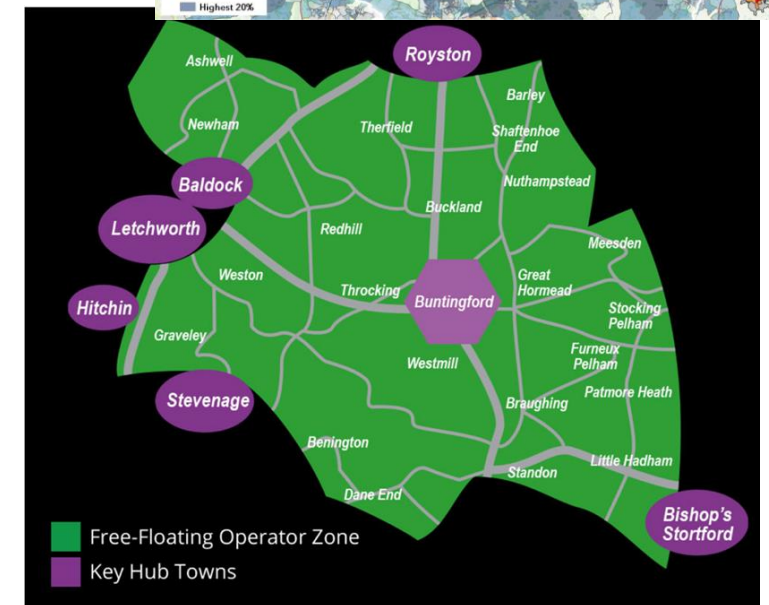 Highest 20%
Royston
Ashwell
Barley
Newham
Therfield
Shaftenhoe
End
Baldock
Nuthampstead
Buckland
Letchworth
Redhill
Meesden
Weston
Throcking
Buntingford
Great
Hormead
Hitchin
Stocking
Pelham
Graveley
Furneux
Pelham
Westmill
Patmore Heath
Stevenage
Braughing
Benington
Little Hadham
Standon
Dane End
Bishop's
Stortford
Free-Floating Operator Zone
Key Hub Towns